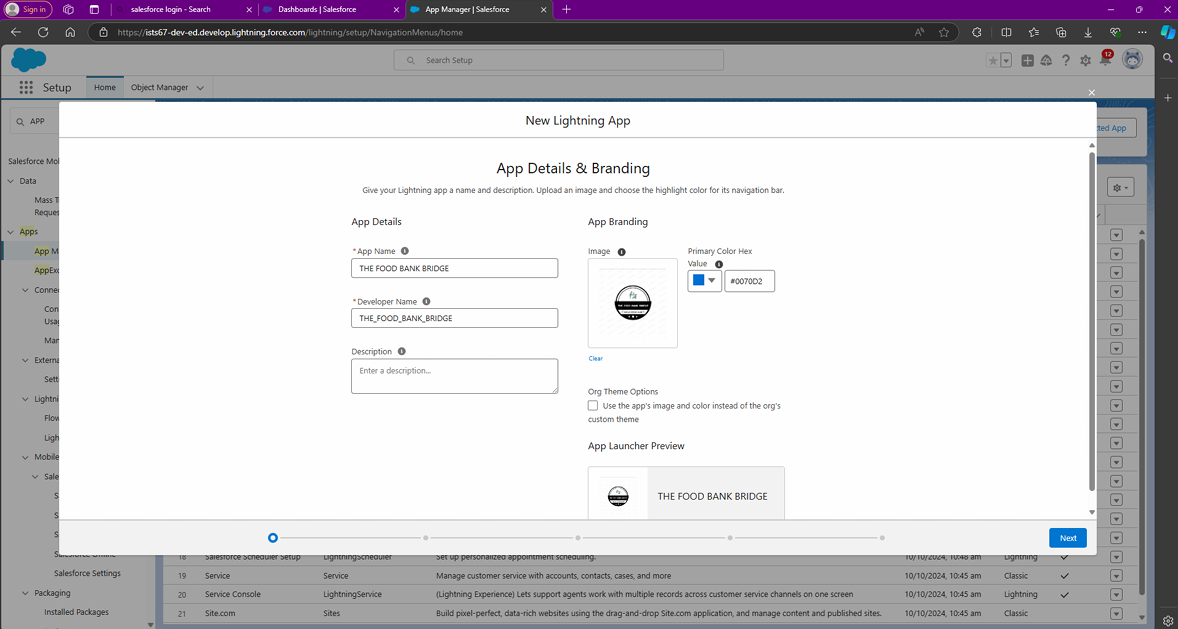 Sign in
salesforce login - Search
Dashboards | Salesforce
App Manager | Salesforce
https://ists67-dev-ed.develop.lightning.force.com/lightning/setup/NavigationMenus/home
Search Setup
12
Setup
Home
Object Manager
APP
cted App
New Lightning App
App Details & Branding
Give your Lightning app a name and description. Upload an image and choose the highlight color for its navigation bar.
App Details
App Branding
* App Name
THE FOOD BANK BRIDGE
* Developer Name
THE_FOOD_BANK_BRIDGE
Description
Enter a description...
Image
Primary Color Hex
Value
#0070D2
Clear
Org Theme Options
Use the app's image and color instead of the org's
custom theme
App Launcher Preview
THE FOOD BANK BRIDGE
Next
Salesforce Mo
Data
Mass T
Reques
Apps
App M
AppExc
Connec
Con
Usag
Man
Externa
Setti
Lightni
Flow
Ligh
Mobile
Sale
S
S
S
Salesforce Settings
Packaging
Installed Packages
18 Salesforce Scheduler Setup LightningScheduler Set up personalized appointment scheduling. 10/10/2024, 10:48 am Lightning
19 Service Service Manage customer service with accounts, contacts, cases, and more 10/10/2024, 10:45 am Classic
20 Service Console LightningService (Lightning Experience) Lets support agents work with multiple records across customer service channels on one screen 10/10/2024, 10:45 am Lightning
21 Site.com Sites Build pixel-perfect, data-rich websites using the drag-and-drop Site.com application, and manage content and published sites. 10/10/2024, 10:45 am Classic